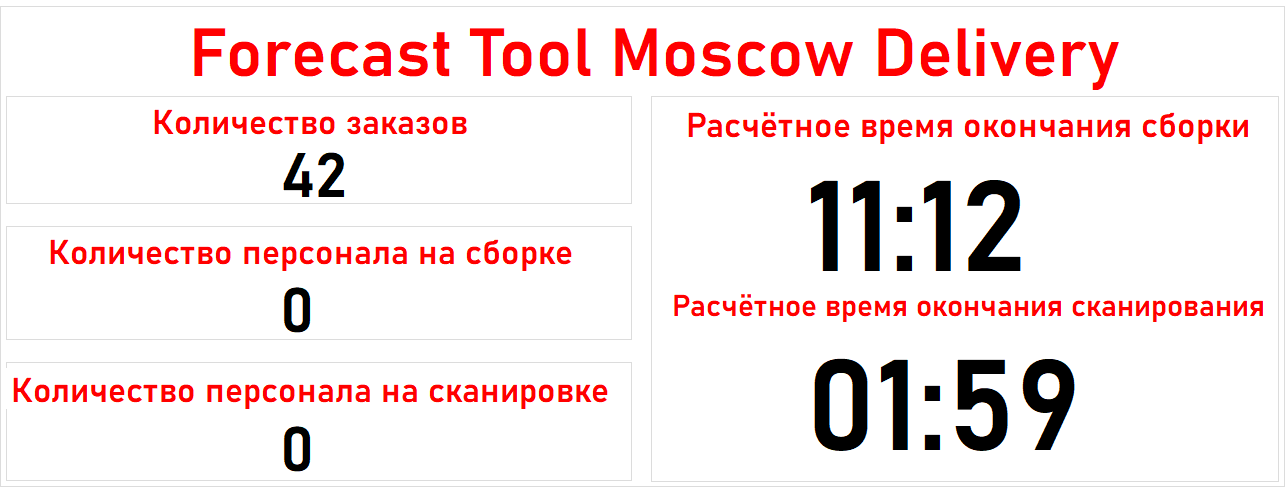 Forecast Tool Moscow Delivery
Количество заказов
42
Количество персонала на сборке
0
Количество персонала на сканировке
0
Расчётное время окончания сборки
11:12
Расчётное время окончания сканирования
01:59